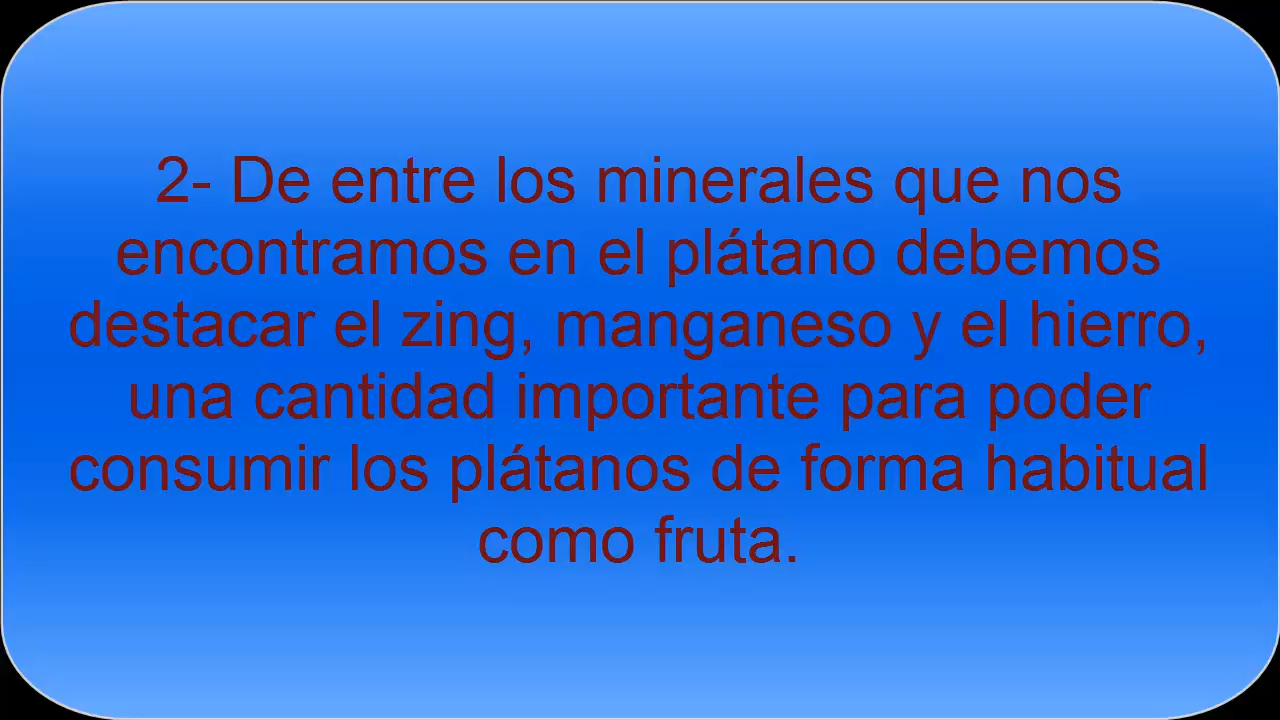 2- De entre los minerales que nos
encontramos en el plátano debemos
destacar el zing, manganeso y el hierro,
una cantidad importante para poder
consumir los plátanos de forma habitual
como fruta.